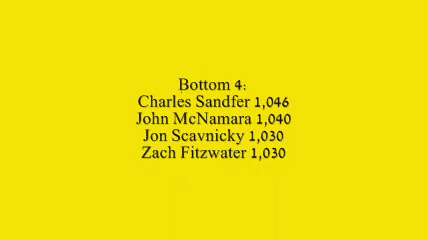 Bottom 4:
Charles Sandfer 1,046
John McNamara 1,040
Jon Scavnicky 1,030
Zach Fitzwater 1,030